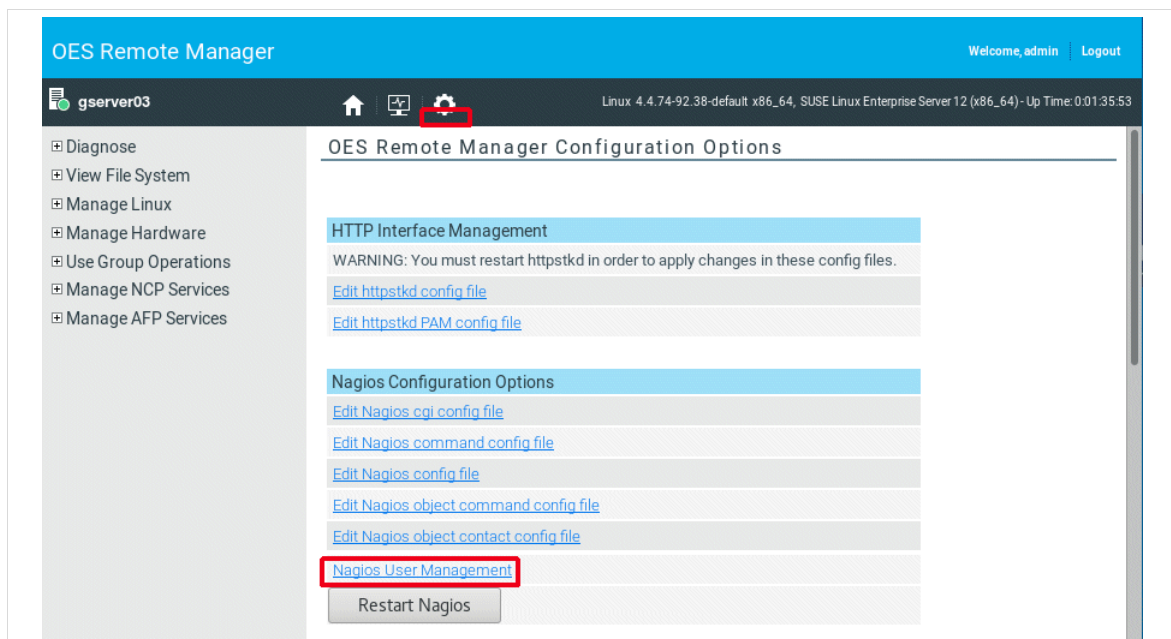 OES Remote Manager
Welcome, admin Logout
gserver03
Linux 4.4.74-92.38-default x86_64, SUSE Linux Enterprise Server 12 (x86_64) - Up Time: 0:01:35:53
Diagnose
View File System
Manage Linux
Manage Hardware
Use Group Operations
Manage NCP Services
Manage AFP Services
OES Remote Manager Configuration Options
HTTP Interface Management
WARNING: You must restart httpstkd in order to apply changes in these config files.
Edit httpstkd config file
Edit httpstkd PAM config file
Nagios Configuration Options
Edit Nagios cgi config file
Edit Nagios command config file
Edit Nagios config file
Edit Nagios object command config file
Edit Nagios object contact config file
Nagios User Management
Restart Nagios